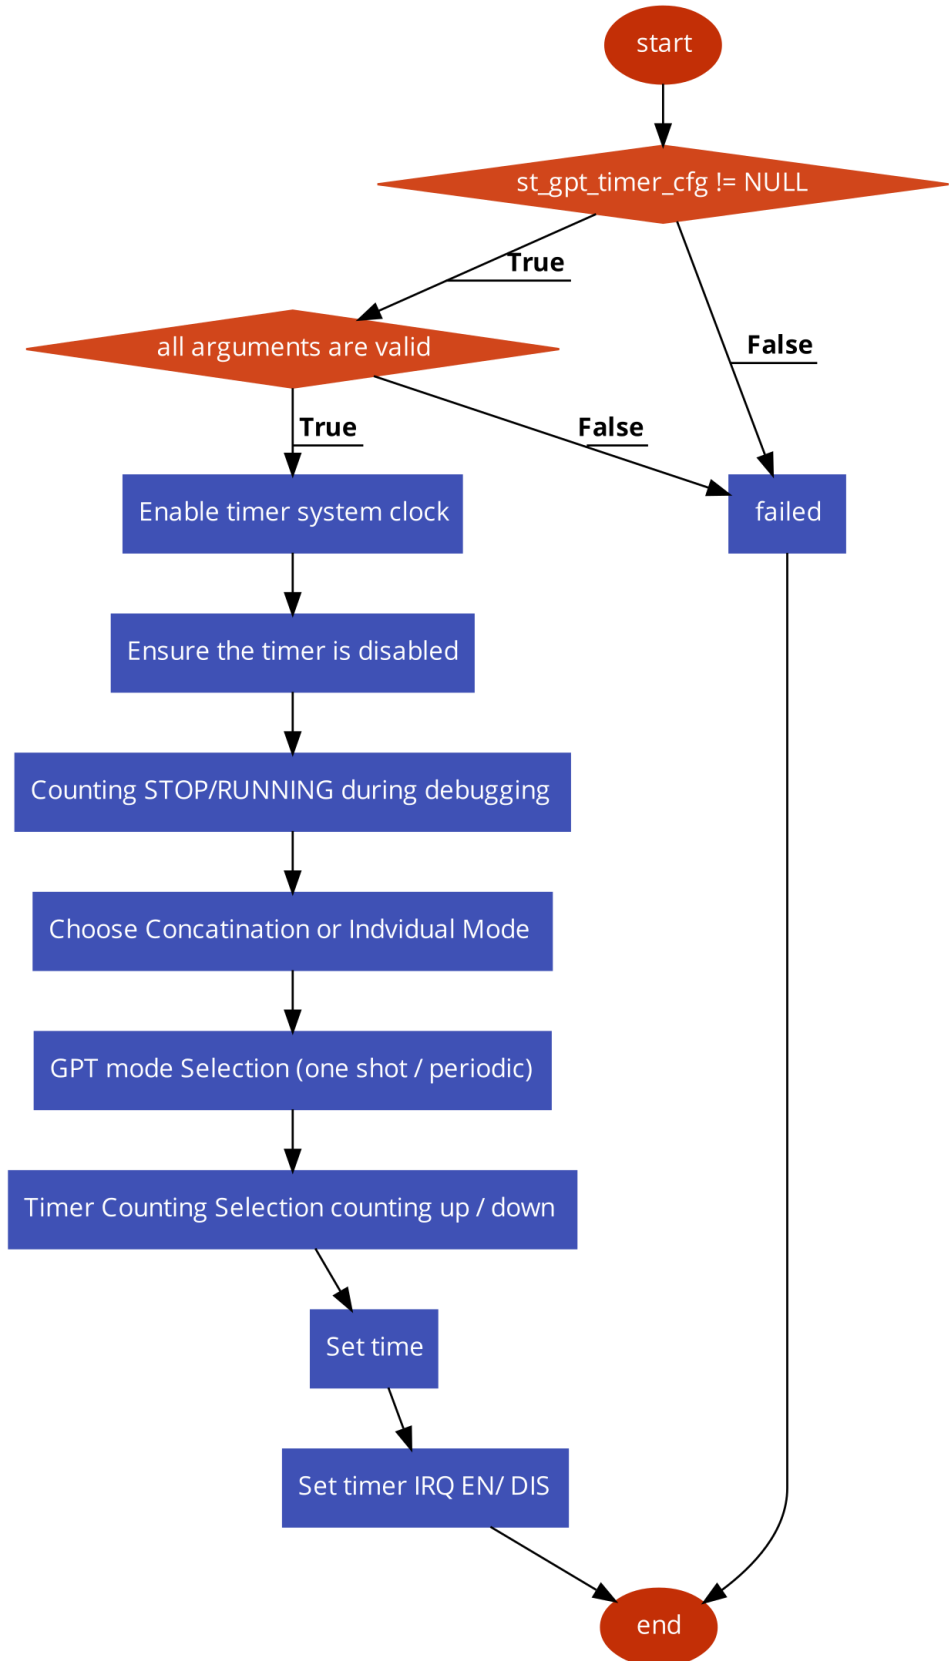 start
st_gpt_timer_cfg != NULL
True
False
all arguments are valid
True
False
Enable timer system clock
failed
Ensure the timer is disabled
Counting STOP/RUNNING during debugging
Choose Concatination or Indvidual Mode
GPT mode Selection (one shot / periodic)
Timer Counting Selection counting up / down
Set time
Set timer IRQ EN/ DIS
end